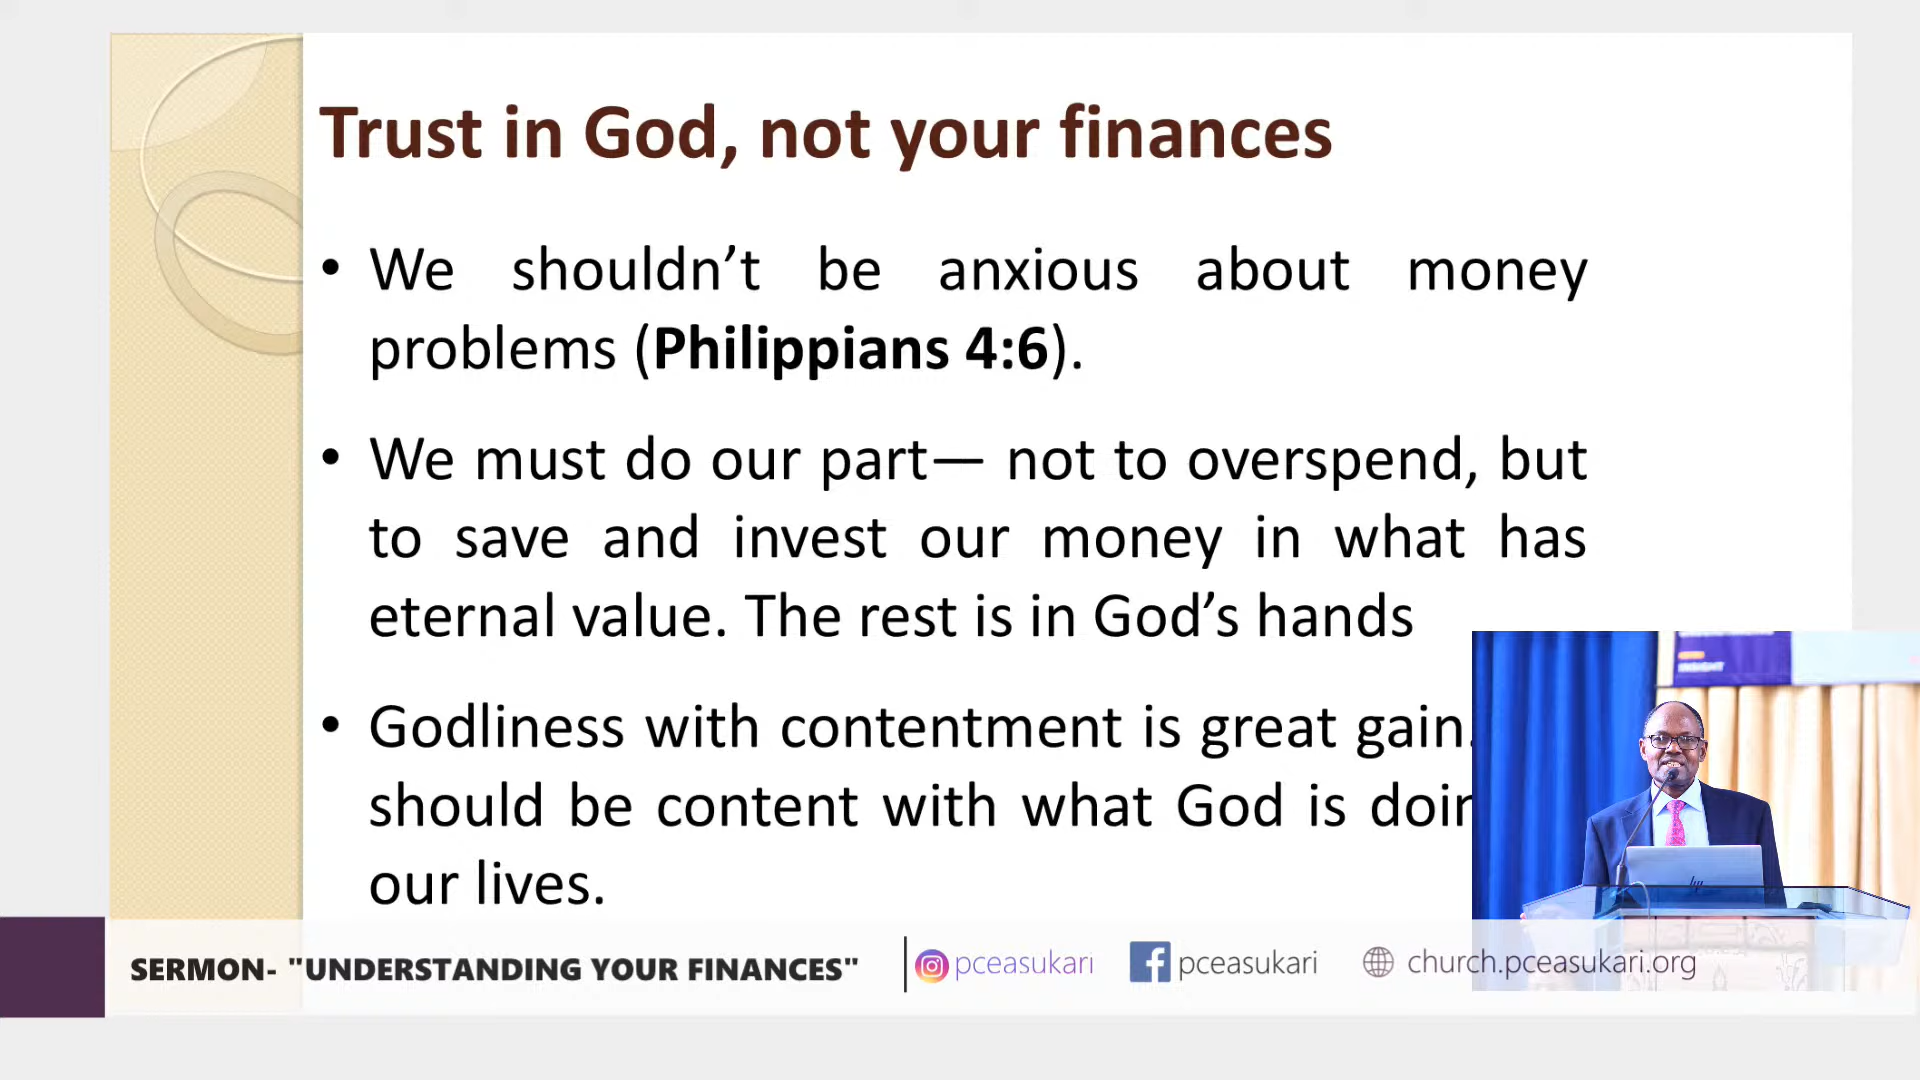 Trust in God, not your finances
• We shouldn’t be anxious about money
problems (Philippians 4:6).
• We must do our part— not to overspend, but
to save and invest our money in what has
eternal value. The rest is in God’s hands
• Godliness with contentment is great gain.
should be content with what God is
our lives.
INSIGHT
hp
SERMON- "UNDERSTANDING YOUR FINANCES"
pceasukari
pceasukari
church.pceasukari.org